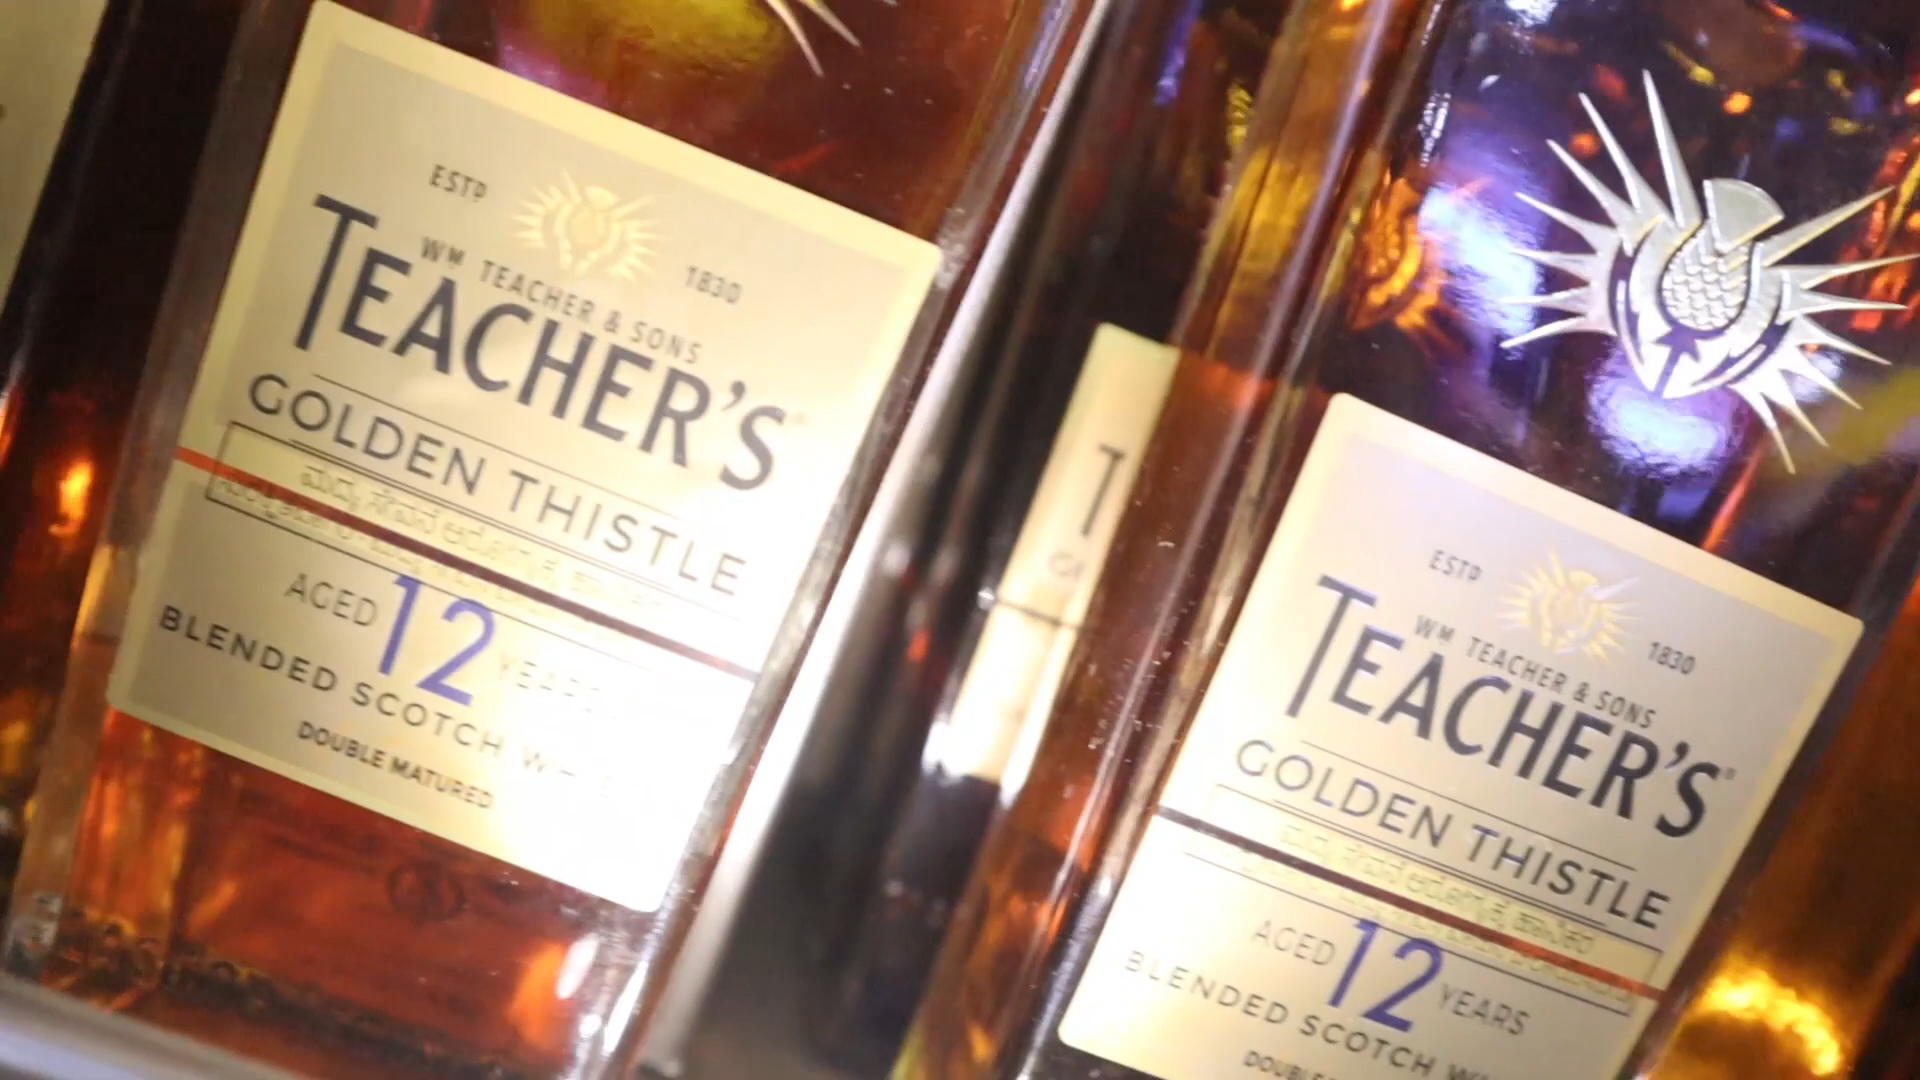 ESTD 1830
WM TEACHER & SONS
TEACHER'S
GOLDEN THISTLE
AGED 12 YEARS
BLENDED SCOTCH
DOUBLE MATURED
ESTD 1830
WM TEACHER & SONS
TEACHER'S
GOLDEN THISTLE
AGED 12 YEARS
BLENDED SCOTCH